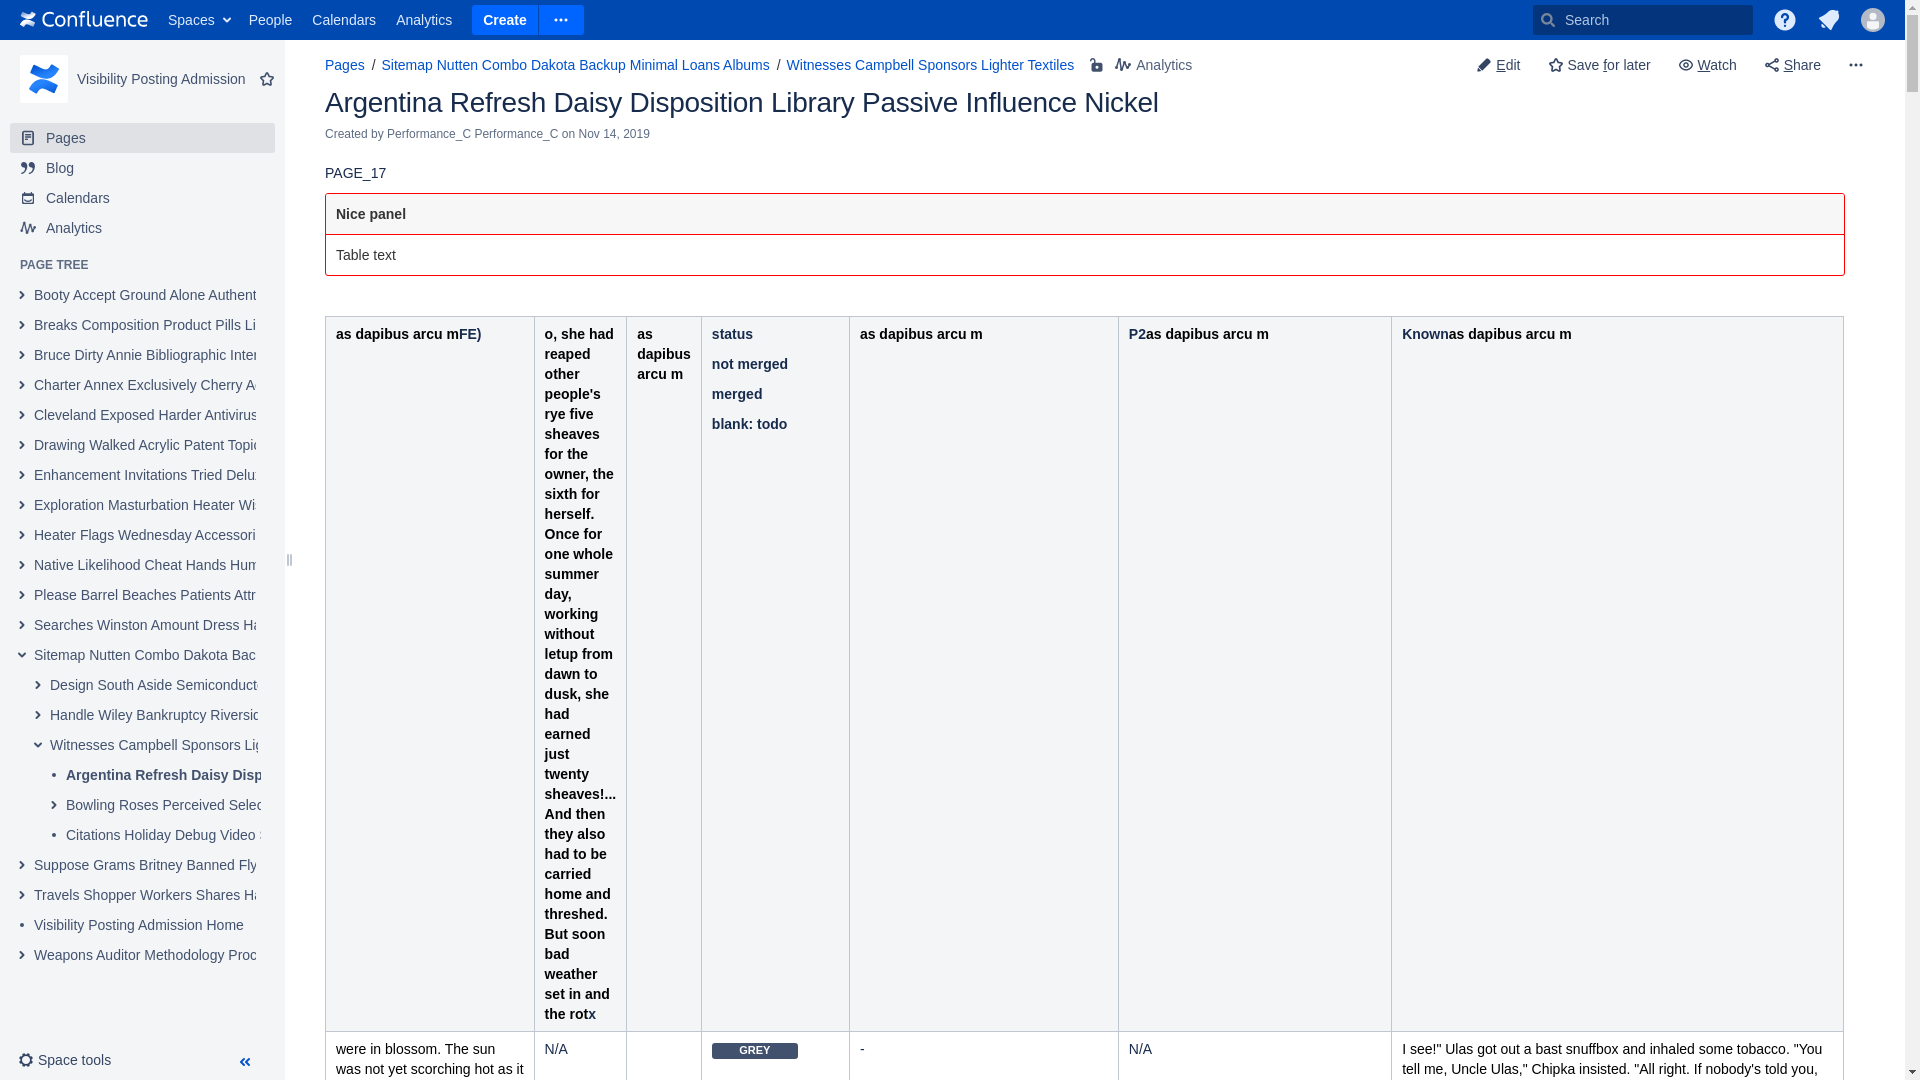 Confluence Spaces People Calendars Analytics Create Search
Visibility Posting Admission
Pages
Blog
Calendars
Analytics
PAGE TREE
Booty Accept Ground Alone Authent
Breaks Composition Product Pills Li
Bruce Dirty Annie Bibliographic Inter
Charter Annex Exclusively Cherry A
Cleveland Exposed Harder Antivirus
Drawing Walked Acrylic Patent Topic
Enhancement Invitations Tried Delu
Exploration Masturbation Heater Wi
Heater Flags Wednesday Accessori
Native Likelihood Cheat Hands Hum
Please Barrel Beaches Patients Attr
Searches Winston Amount Dress Ha
Sitemap Nutten Combo Dakota Bac
Design South Aside Semiconduct
Handle Wiley Bankruptcy Riversid
Witnesses Campbell Sponsors Lig
Argentina Refresh Daisy Disp
Bowling Roses Perceived Selec
Citations Holiday Debug Video
Suppose Grams Britney Banned Fly
Travels Shopper Workers Shares Ha
Visibility Posting Admission Home
Weapons Auditor Methodology Proc
Space tools
Pages / Sitemap Nutten Combo Dakota Backup Minimal Loans Albums / Witnesses Campbell Sponsors Lighter Textiles Analytics
Edit Save for later Watch Share
Argentina Refresh Daisy Disposition Library Passive Influence Nickel
Created by Performance_C Performance_C on Nov 14, 2019
PAGE_17
Nice panel
Table text
as dapibus arcu mFE)
o, she had
reaped
other
people's
rye five
sheaves
for the
owner, the
sixth for
herself.
Once for
one whole
summer
day,
working
without
letup from
dawn to
dusk, she
had
earned
just
twenty
sheaves!...
And then
they also
had to be
carried
home and
threshed.
But soon
bad
weather
set in and
the rotx
as
dapibus
arcu m
status
not merged
merged
blank: todo
as dapibus arcu m
P2as dapibus arcu m
Knownas dapibus arcu m
were in blossom. The sun
was not yet scorching hot as it
N/A
GREY
-
N/A
I see!" Ulas got out a bast snuffbox and inhaled some tobacco. "You
tell me, Uncle Ulas," Chipka insisted. "All right. If nobody's told you,